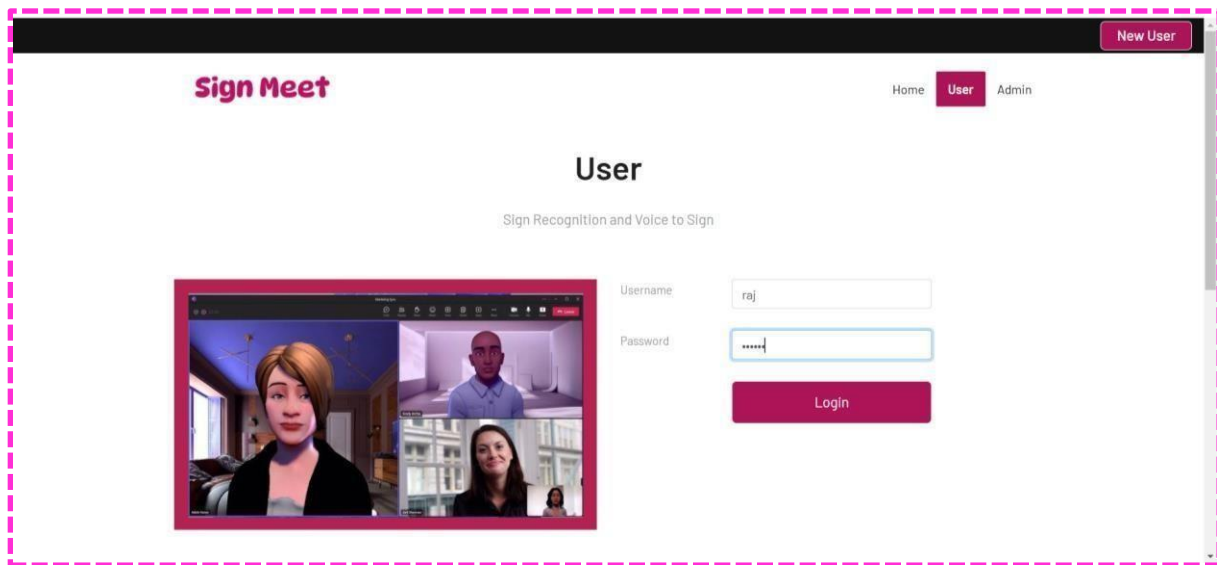 New User
Sign Meet
Home User Admin
User
Sign Recognition and Voice to Sign
Username
raj
Password
••••••
Login